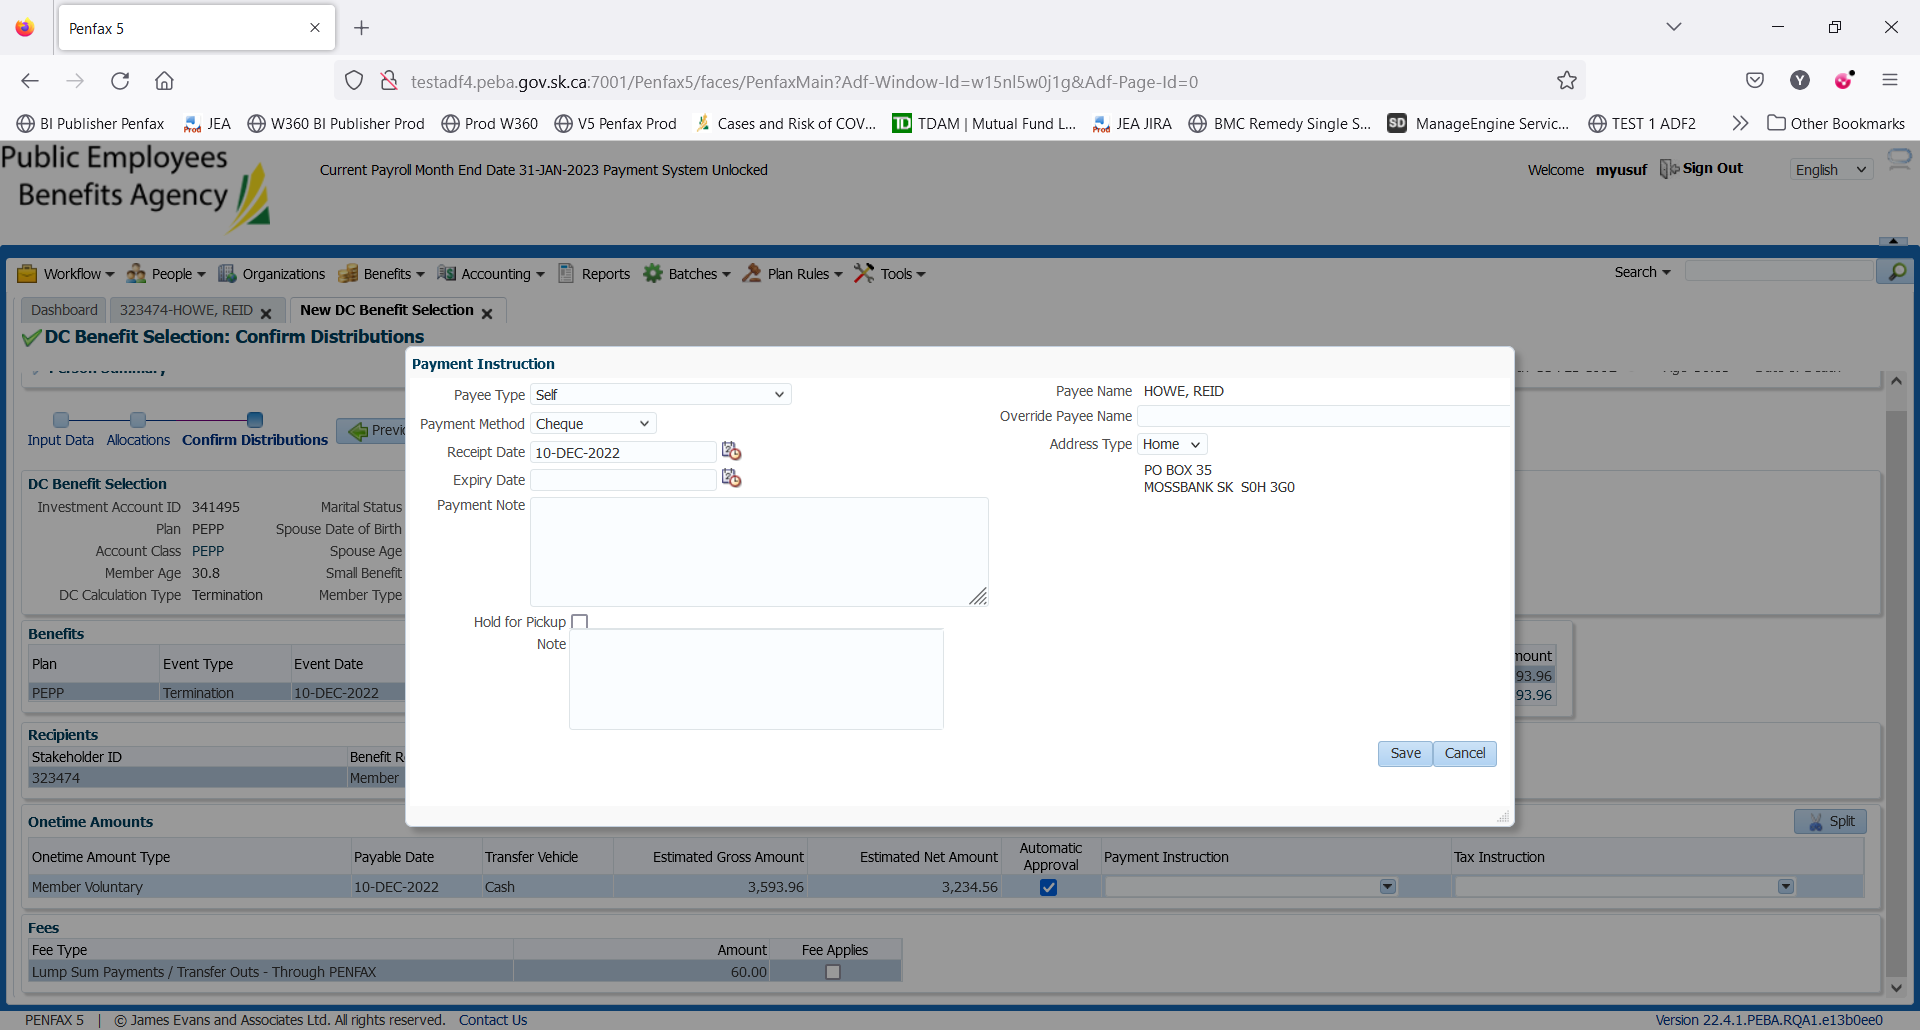 Penfax 5
testadf4.peba.gov.sk.ca:7001/Penfax5/faces/PenfaxMain?Adf-Window-Id=w15nl5w0j1g&Adf-Page-Id=0
BI Publisher Penfax JEA W360 BI Publisher Prod Prod W360 V5 Penfax Prod Cases and Risk of COV... TD TDAM | Mutual Fund L... JEA JIRA BMC Remedy Single S... SD ManageEngine Servic... TEST 1 ADF2 Other Bookmarks
Public Employees
Benefits Agency
Current Payroll Month End Date 31-JAN-2023 Payment System Unlocked
Welcome myusuf Sign Out English
Workflow People Organizations Benefits Accounting Reports Batches Plan Rules Tools Search
Dashboard 323474-HOWE, REID New DC Benefit Selection
DC Benefit Selection: Confirm Distributions
Person Summary
Input Data Allocations Confirm Distributions Previ
DC Benefit Selection
Investment Account ID 341495 Marital Status
Plan PEPP Spouse Date of Birth
Account Class PEPP Spouse Age
Member Age 30.8 Small Benefit
DC Calculation Type Termination Member Type
Benefits
Plan Event Type Event Date
PEPP Termination 10-DEC-2022
mount
93.96
93.96
Recipients
Stakeholder ID Benefit R
323474 Member
Payment Instruction
Payee Type Self
Payment Method Cheque
Receipt Date 10-DEC-2022
Expiry Date
Payment Note
Hold for Pickup
Note
Payee Name HOWE, REID
Override Payee Name
Address Type Home
PO BOX 35
MOSSBANK SK S0H 3G0
Save Cancel
Onetime Amounts Split
Onetime Amount Type Payable Date Transfer Vehicle Estimated Gross Amount Estimated Net Amount Automatic Approval Payment Instruction Tax Instruction
Member Voluntary 10-DEC-2022 Cash 3,593.96 3,234.56
Fees
Fee Type Amount Fee Applies
Lump Sum Payments / Transfer Outs - Through PENFAX 60.00
PENFAX 5 | © James Evans and Associates Ltd. All rights reserved. Contact Us Version 22.4.1.PEBA.RQA1.e13b0ee0